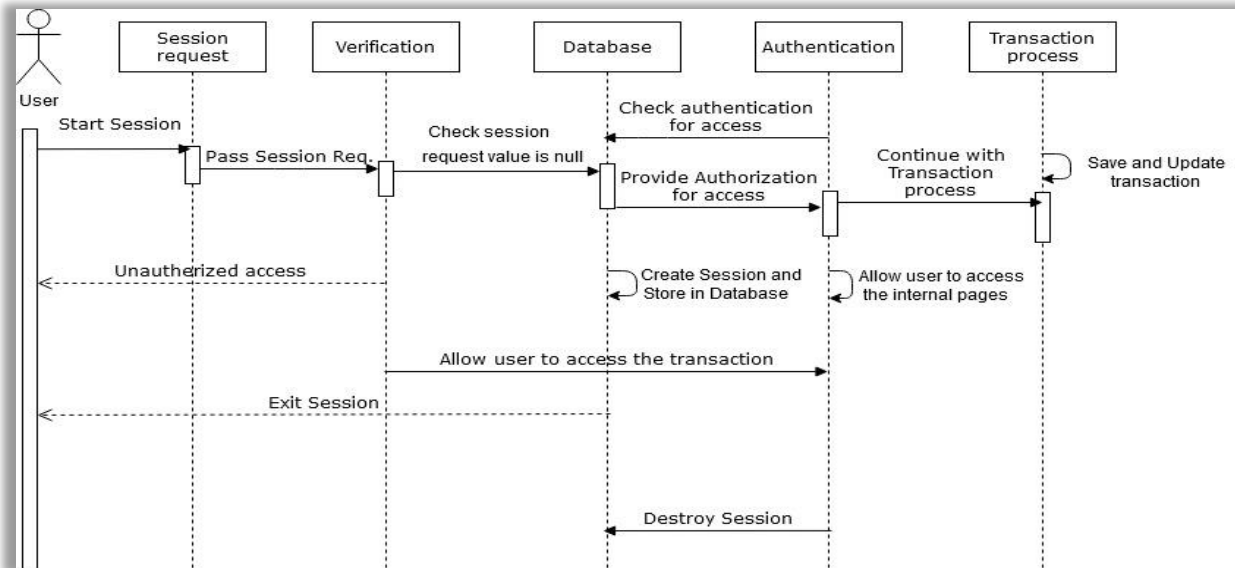 Session
request
Verification
Database
Authentication
Transaction
process
User
Start Session
Pass Session Req.
Check session
request value is null
Check authentication
for access
Provide Authorization
for access
Continue with
Transaction
process
Save and Update
transaction
Unautherized access
Create Session and
Store in Database
Allow user to access
the internal pages
Allow user to access the transaction
Exit Session
Destroy Session